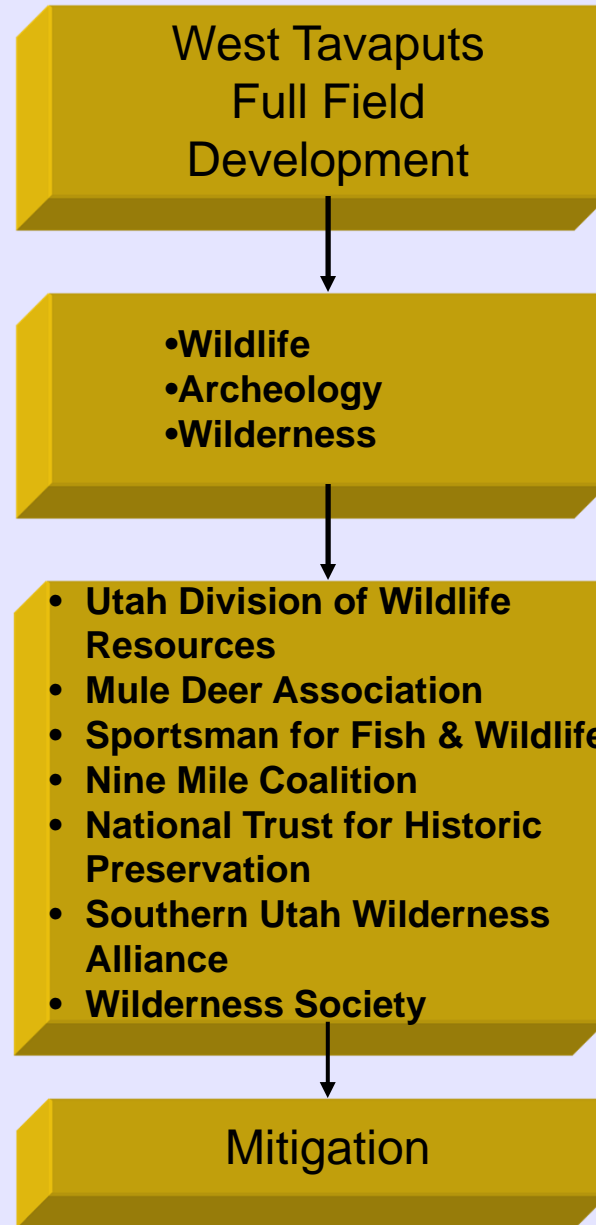 West Tavaputs
Full Field
Development
•Wildlife
•Archeology
•Wilderness
• Utah Division of Wildlife
Resources
• Mule Deer Association
• Sportsman for Fish & Wildlife
• Nine Mile Coalition
• National Trust for Historic
Preservation
• Southern Utah Wilderness
Alliance
• Wilderness Society
Mitigation